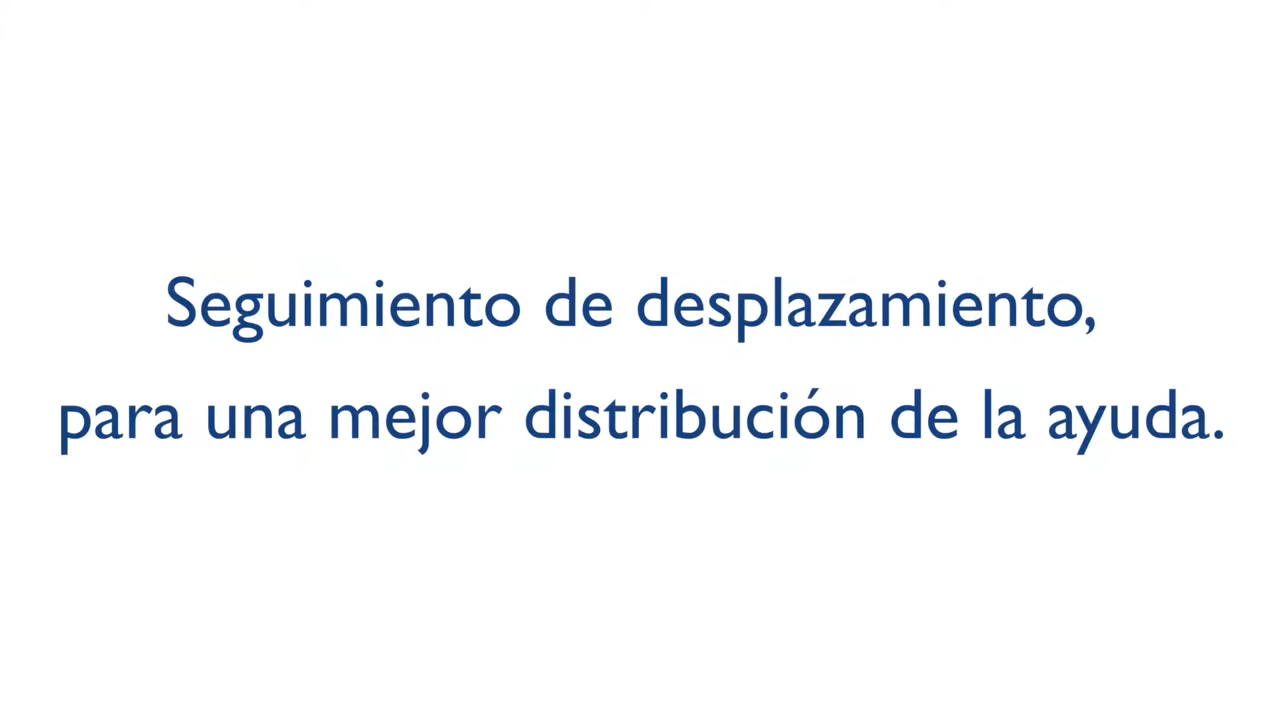 Seguimiento de desplazamiento,
para una mejor distribución de la ayuda.